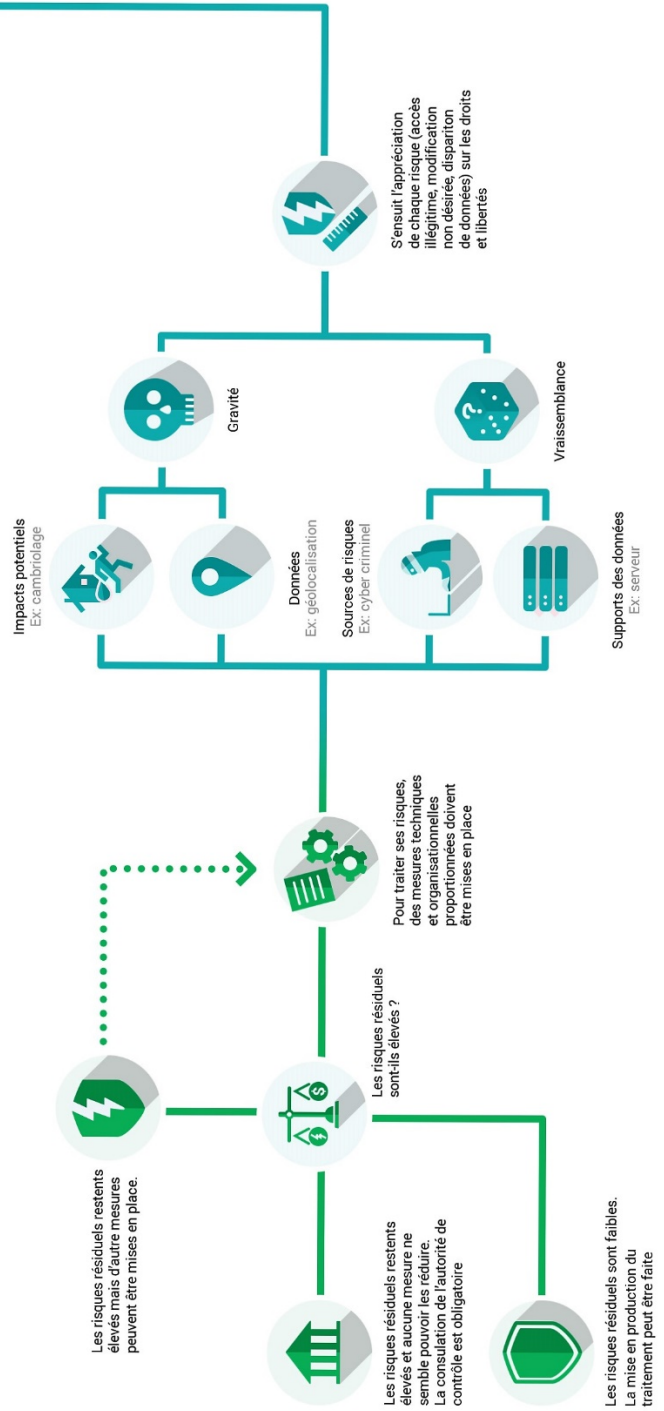 S'ensuit l'appréciation
de chaque risque (accès
illégitime, modification
non désirée, dispariton
de données) sur les droits
et libertés
Gravité
Vraissemblance
Impacts potentiels
Ex: cambriolage
Données
Ex: géolocalisation
Sources de risques
Ex: cyber criminel
Supports des données
Ex: serveur
Pour traiter ses risques,
des mesures techniques
et organisationnelles
proportionnées doivent
être mises en place
Les risques résiduels
sont-ils élevés ?
Les risques résiduels restents
élevés mais d'autre mesures
peuvent être mises en place.
Les risques résiduels restents
élevés et aucune mesure ne
semble pouvoir les réduire.
La consulation de l'autorité de
contrôle est obligatoire
Les risques résiduels sont faibles.
La mise en production du
traitement peut être faite